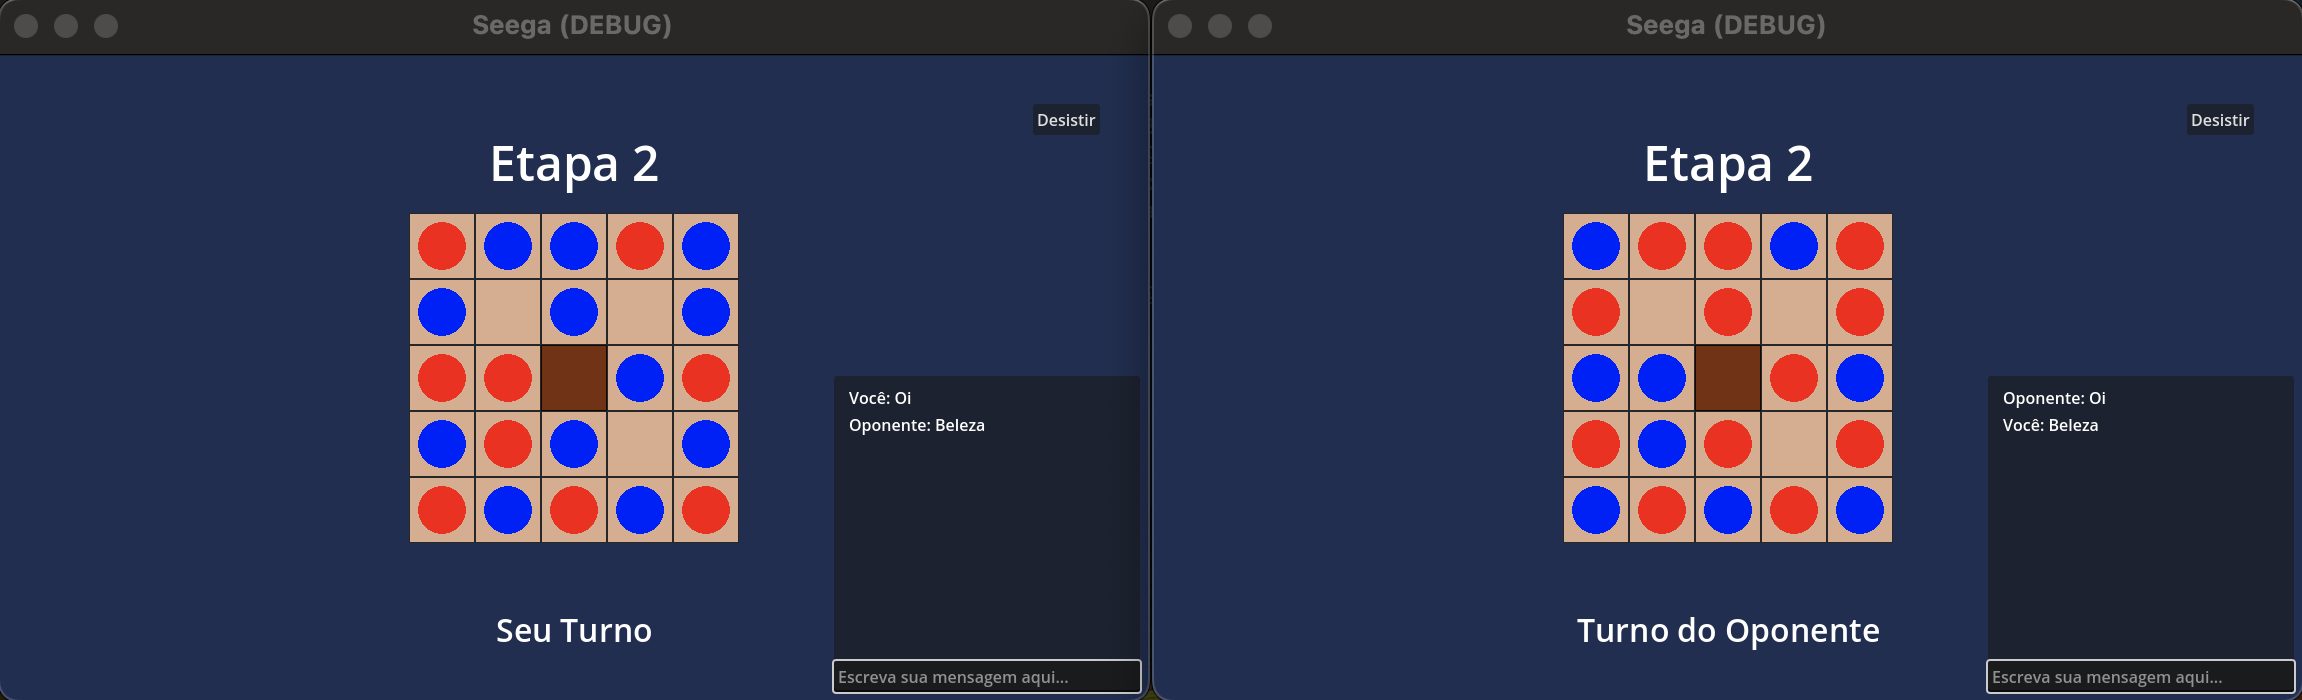 Seega (DEBUG)
Desistir
Etapa 2
Você: Oi
Oponente: Beleza
Seu Turno
Escreva sua mensagem aqui...
Seega (DEBUG)
Desistir
Etapa 2
Oponente: Oi
Você: Beleza
Turno do Oponente
Escreva sua mensagem aqui...